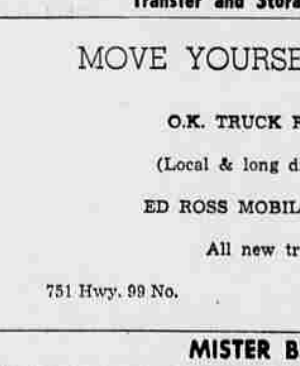 Transfer and Stora
MOVE YOURSE
O.K. TRUCK R
(Local & long di
ED ROSS MOBIL
All new tr
751 Hwy. 99 No.
MISTER B